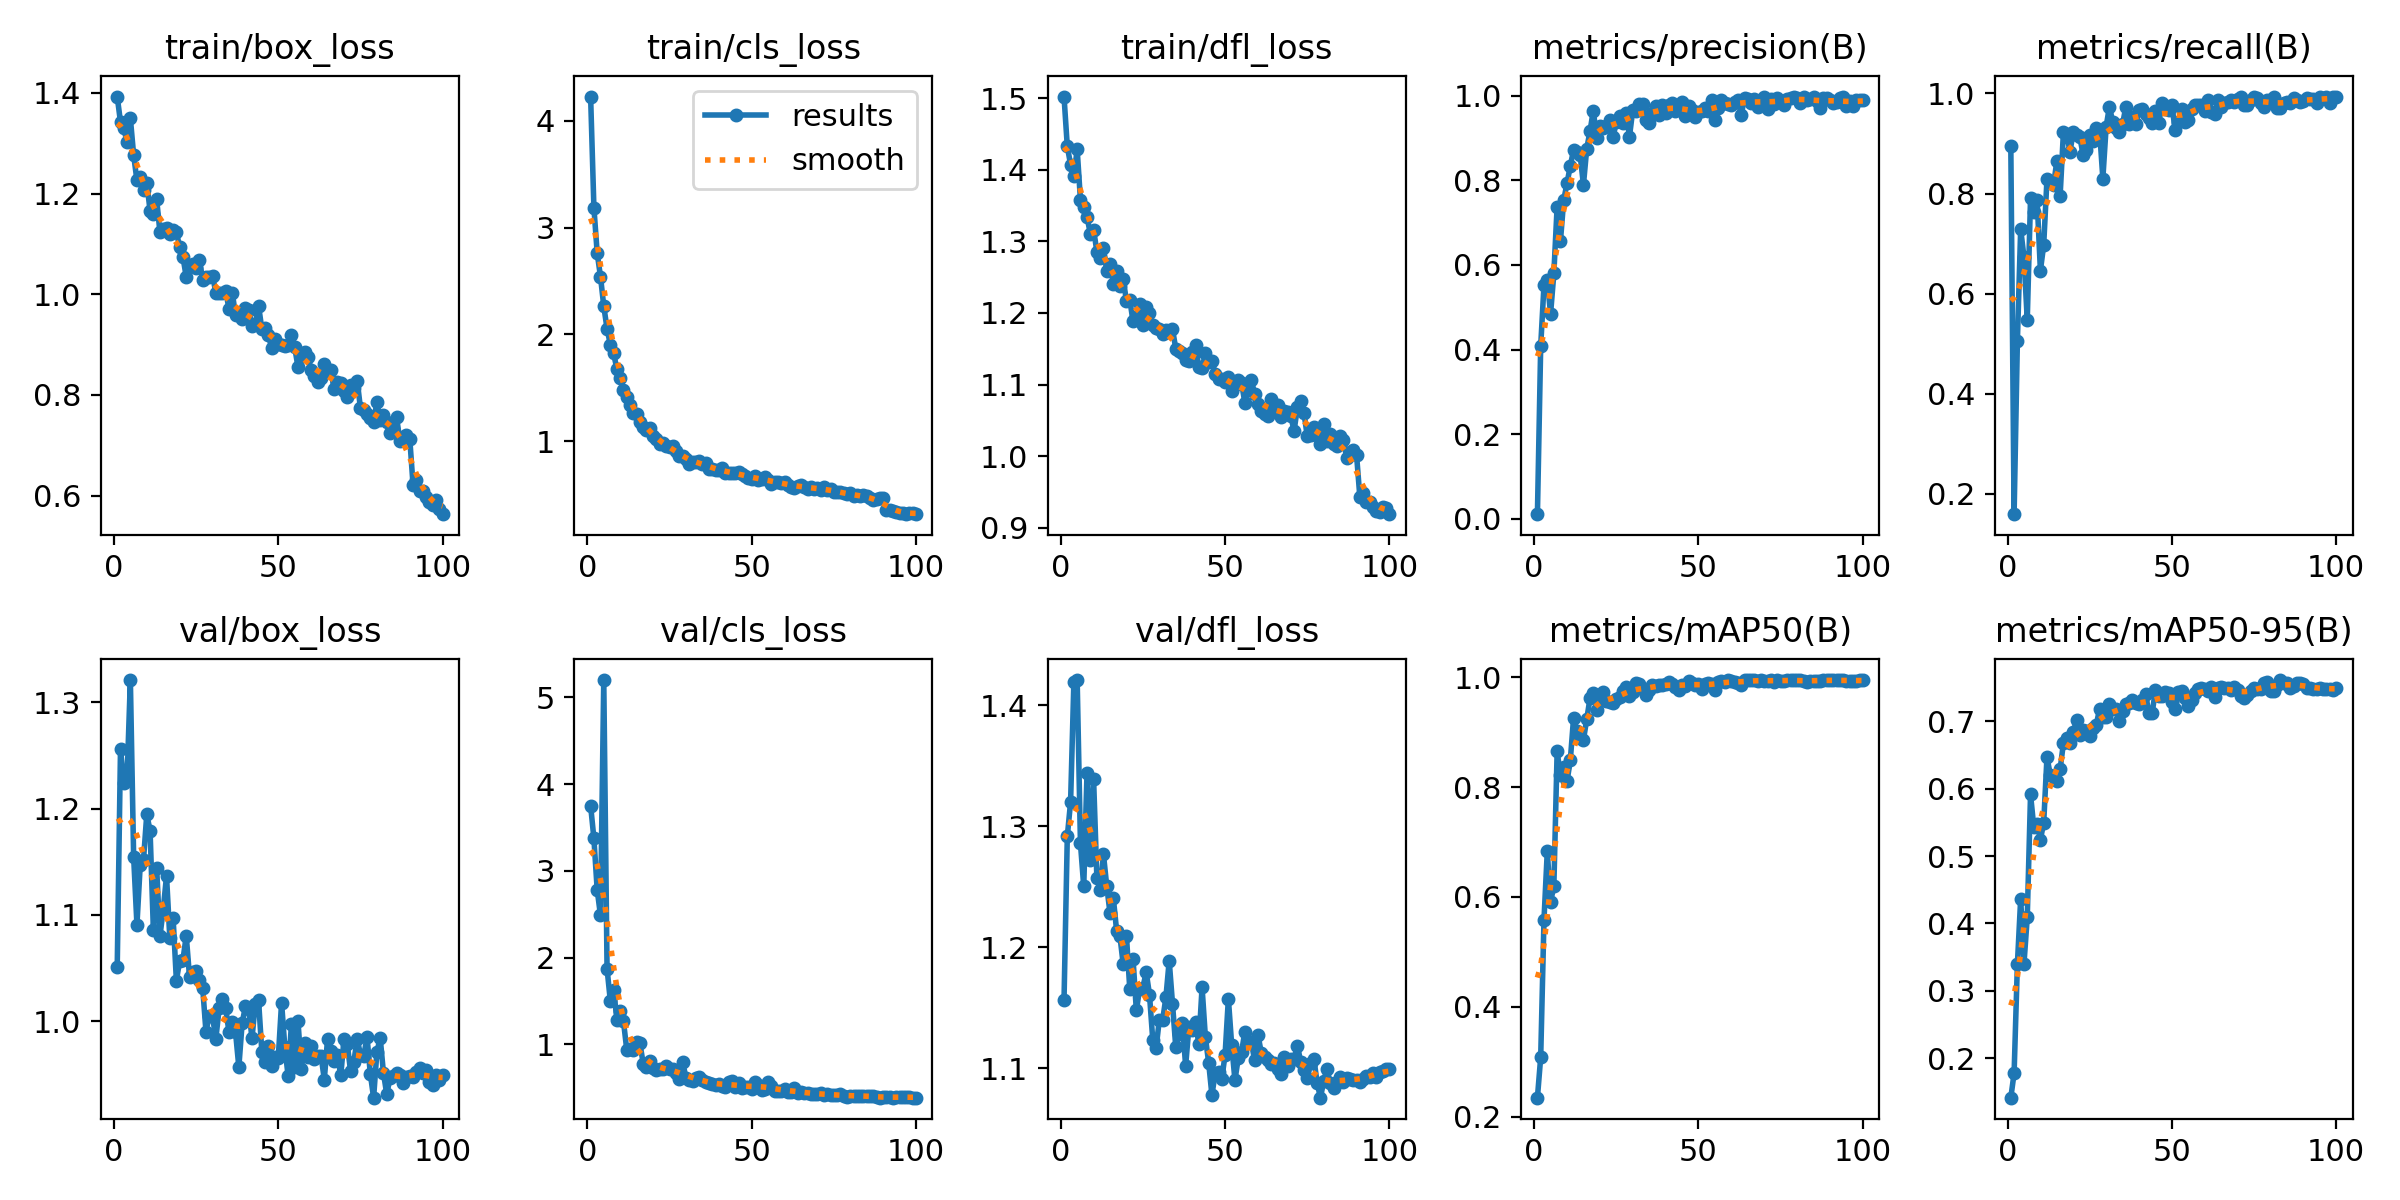 train/box_loss
1.4
1.2
1.0
0.8
0.6
0 50 100
train/cls_loss
results
smooth
4
3
2
1
0 50 100
train/dfl_loss
1.5
1.4
1.3
1.2
1.1
1.0
0.9
0 50 100
metrics/precision(B)
1.0
0.8
0.6
0.4
0.2
0.0
0 50 100
metrics/recall(B)
1.0
0.8
0.6
0.4
0.2
0 50 100
val/box_loss
1.3
1.2
1.1
1.0
0 50 100
val/cls_loss
5
4
3
2
1
0 50 100
val/dfl_loss
1.4
1.3
1.2
1.1
0 50 100
metrics/mAP50(B)
1.0
0.8
0.6
0.4
0.2
0 50 100
metrics/mAP50-95(B)
0.7
0.6
0.5
0.4
0.3
0.2
0 50 100